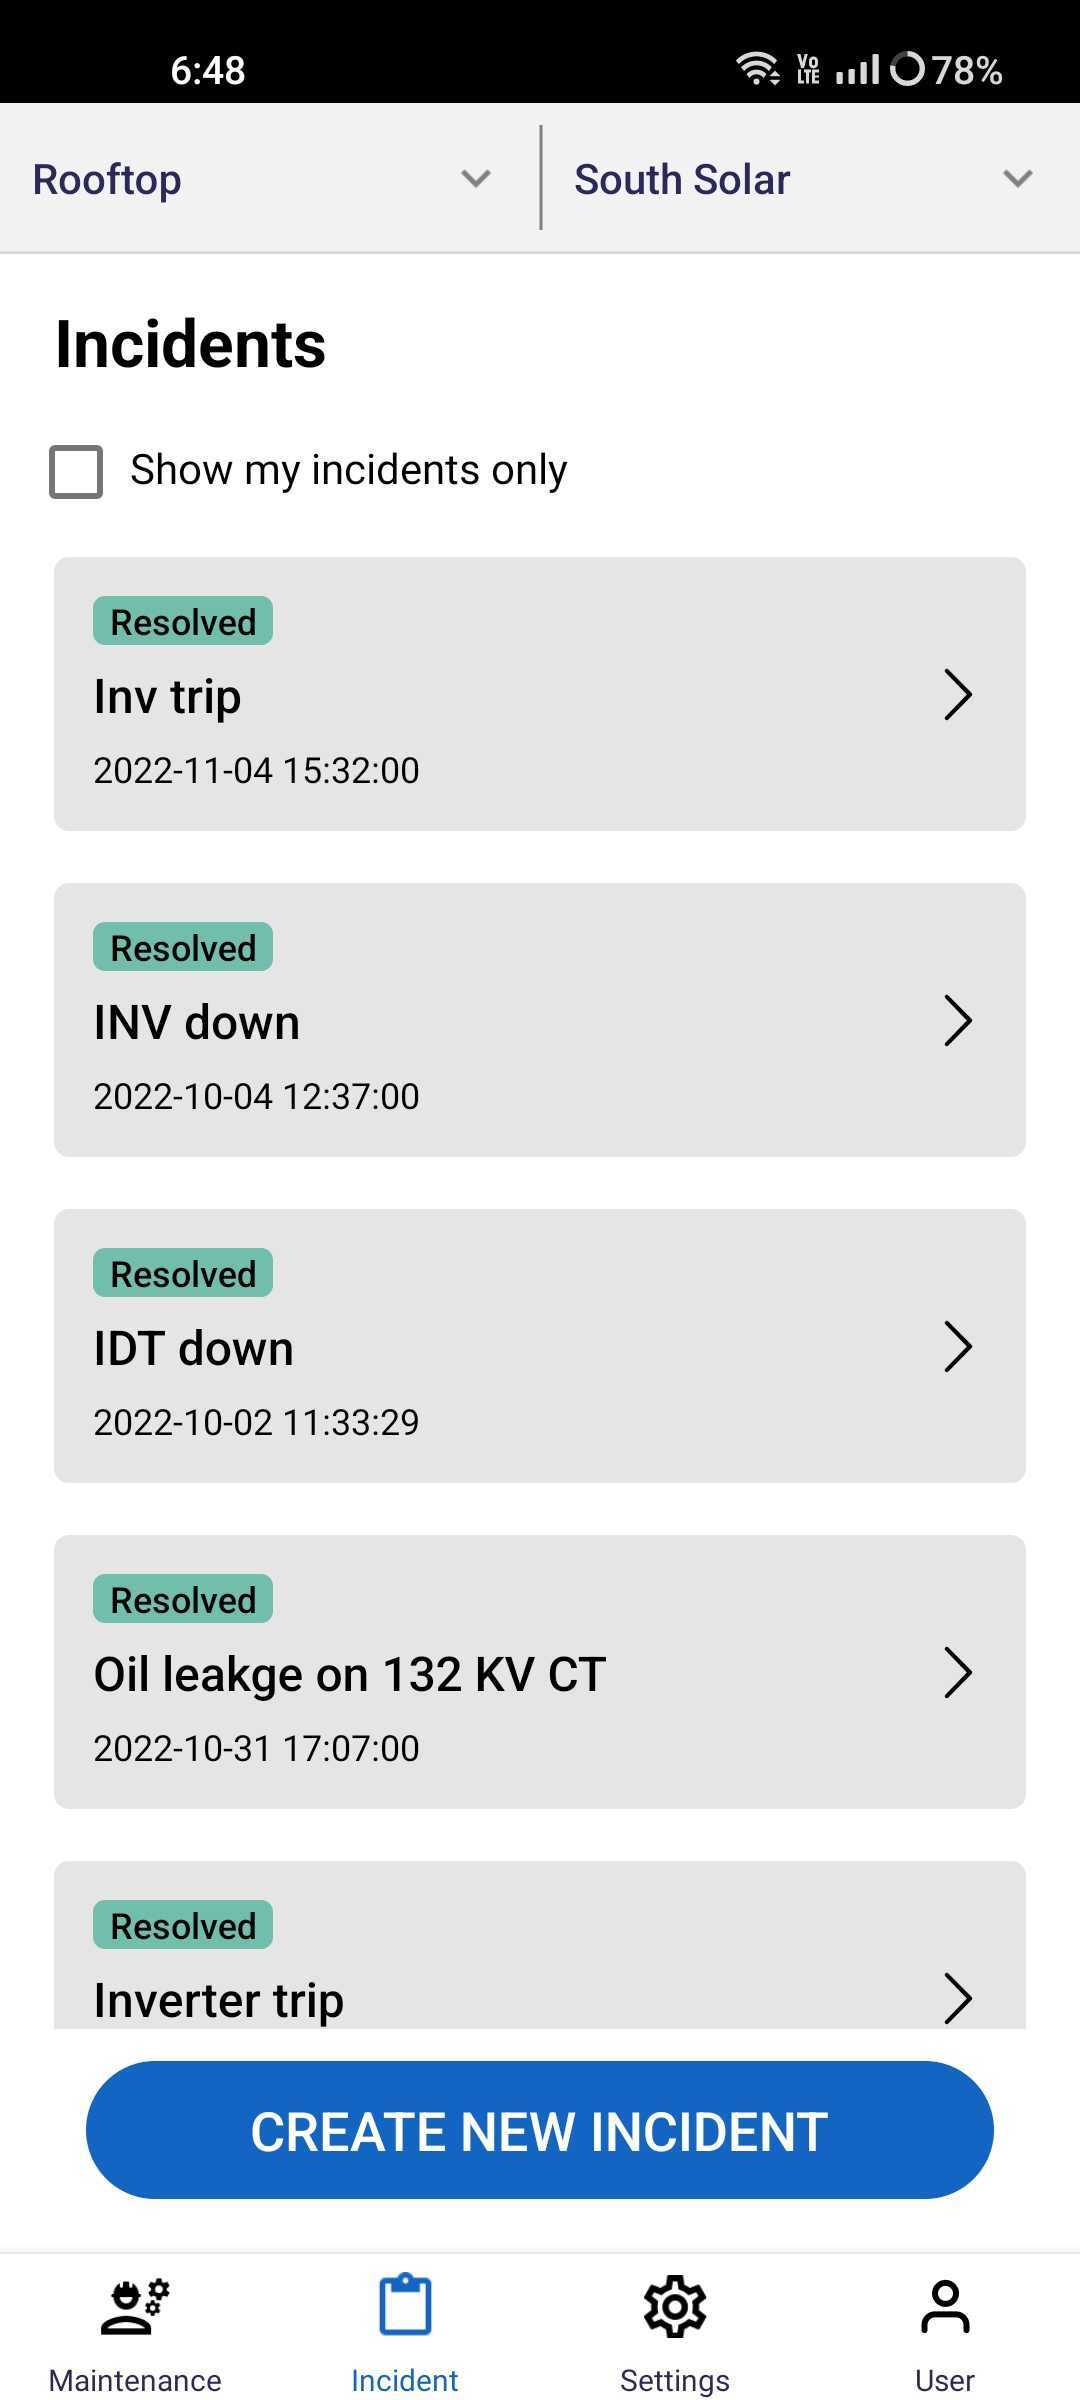 6:48 Vo LTE 78%
Rooftop South Solar
Incidents
Show my incidents only
Resolved
Inv trip
2022-11-04 15:32:00
Resolved
INV down
2022-10-04 12:37:00
Resolved
IDT down
2022-10-02 11:33:29
Resolved
Oil leakge on 132 KV CT
2022-10-31 17:07:00
Resolved
Inverter trip
CREATE NEW INCIDENT
Maintenance Incident Settings User